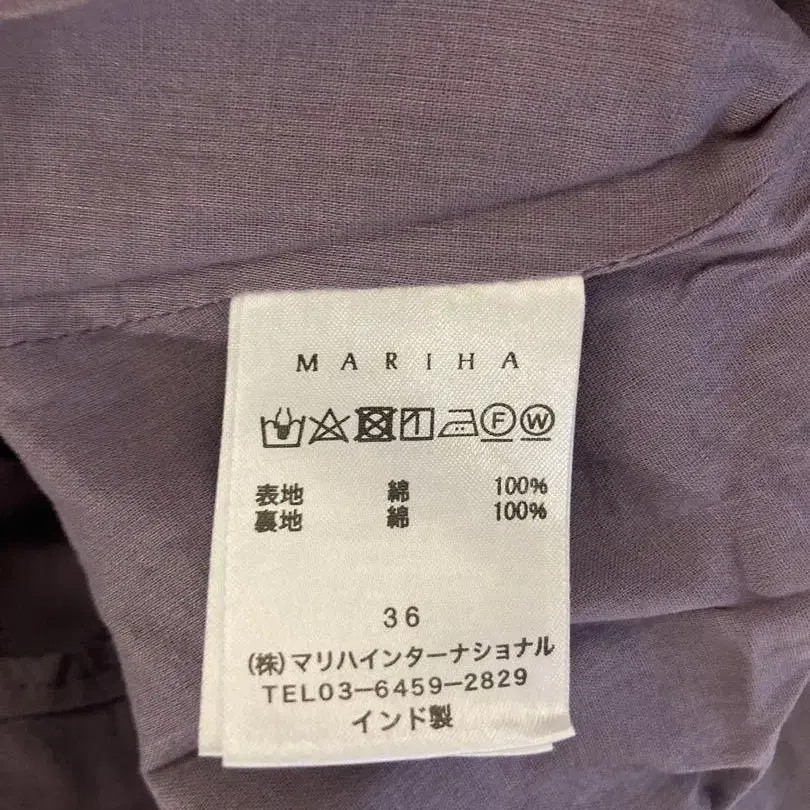 MARIHA
F W
表地 綿 100%
裏地 綿 100%
36
(株)マリハインターナショナル
TEL03-6459-2829
インド製